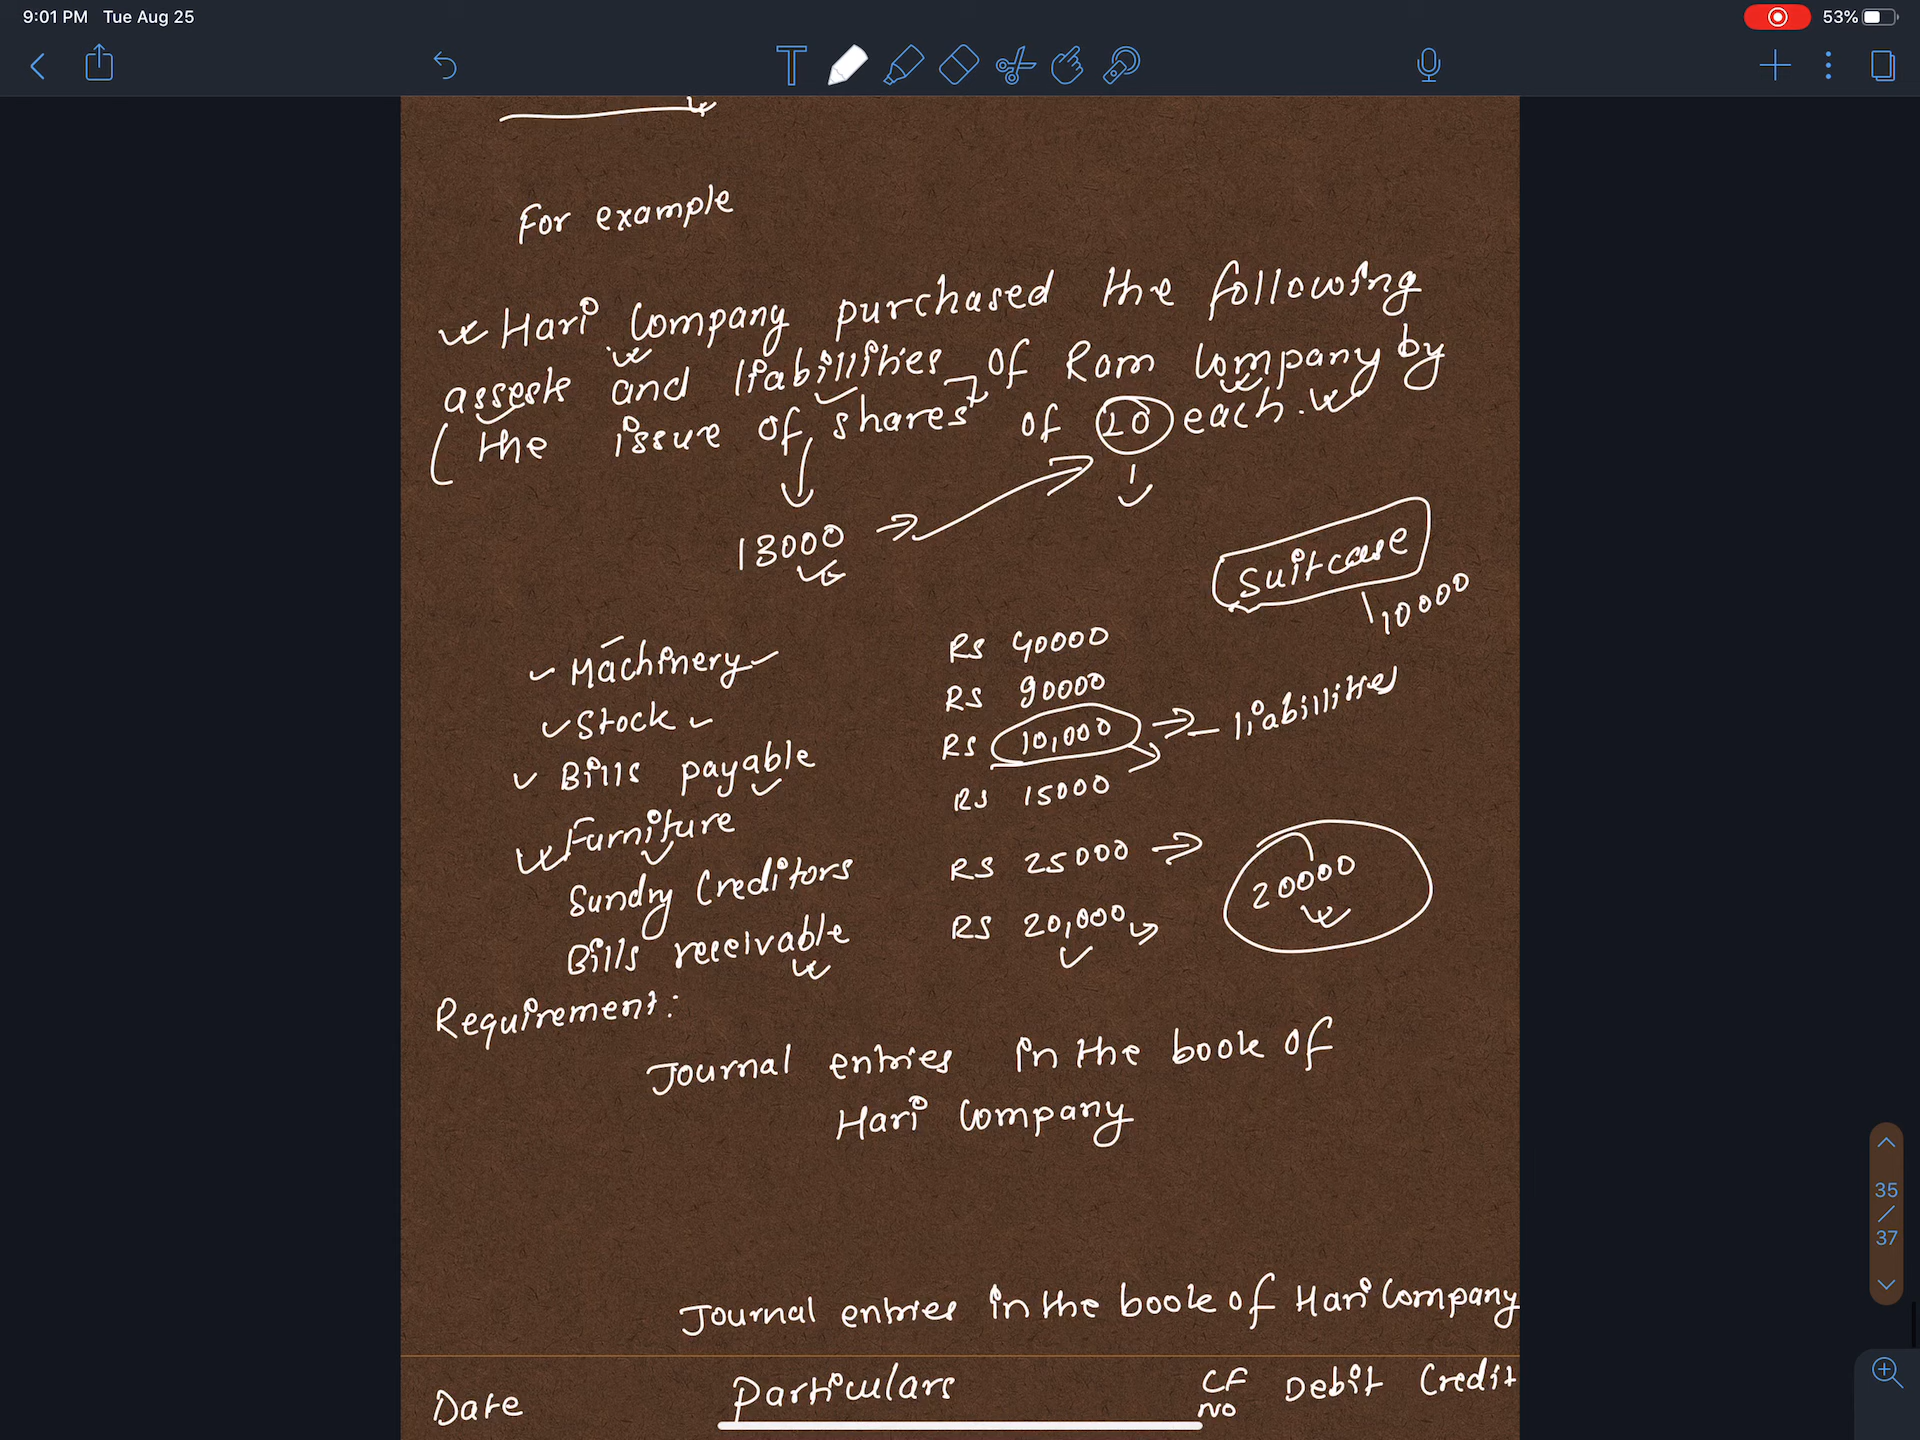 9:01 PM Tue Aug 25
53%
For example
Hari Company purchased the following
assests and liabilities of Ram Company by
the issue of shares of 10 each.
13000
Suitcase
10000
Machinery Rs 40000
Stock Rs 90000
Bills payable Rs 10,000 liabillities
Furniture Rs 15000
Sundry Creditors Rs 25000 20000
Bills receivable Rs 20,000
Requirement:
Journal entries in the book of
Hari Company
35
/
37
Journal entries in the book of Hari Company
Date Particulars CF NO Debit Credit